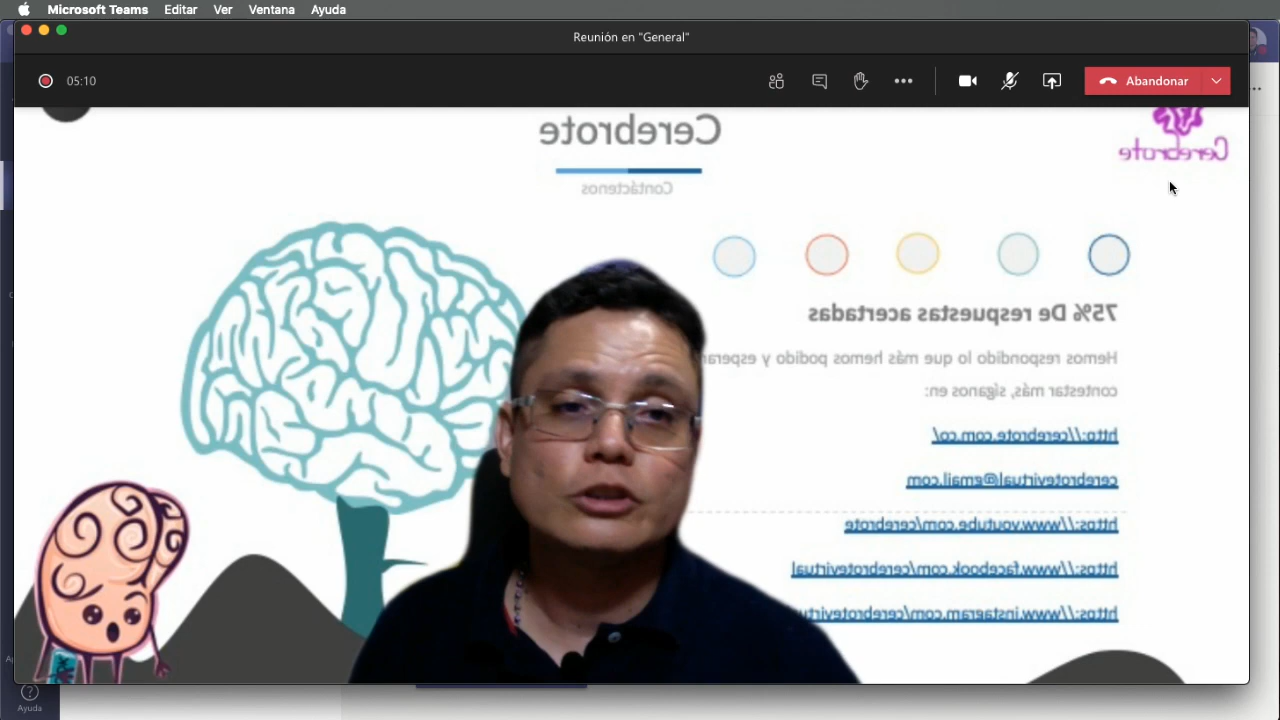 Microsoft Teams Editar Ver Ventana Ayuda
Reunión en "General"
05:10
Abandonar
Cerebrote
Contáctenos
Cerebrote
75% De respuestas acertadas
Hemos respondido lo que más hemos podido y
contestar más, síganos en:
http://cerebrote.com.co/
cerebrotevirtual@gmail.com
https://www.youtube.com/cerebrote
https://www.facebook.com/cerebrotevirtual
Ayuda